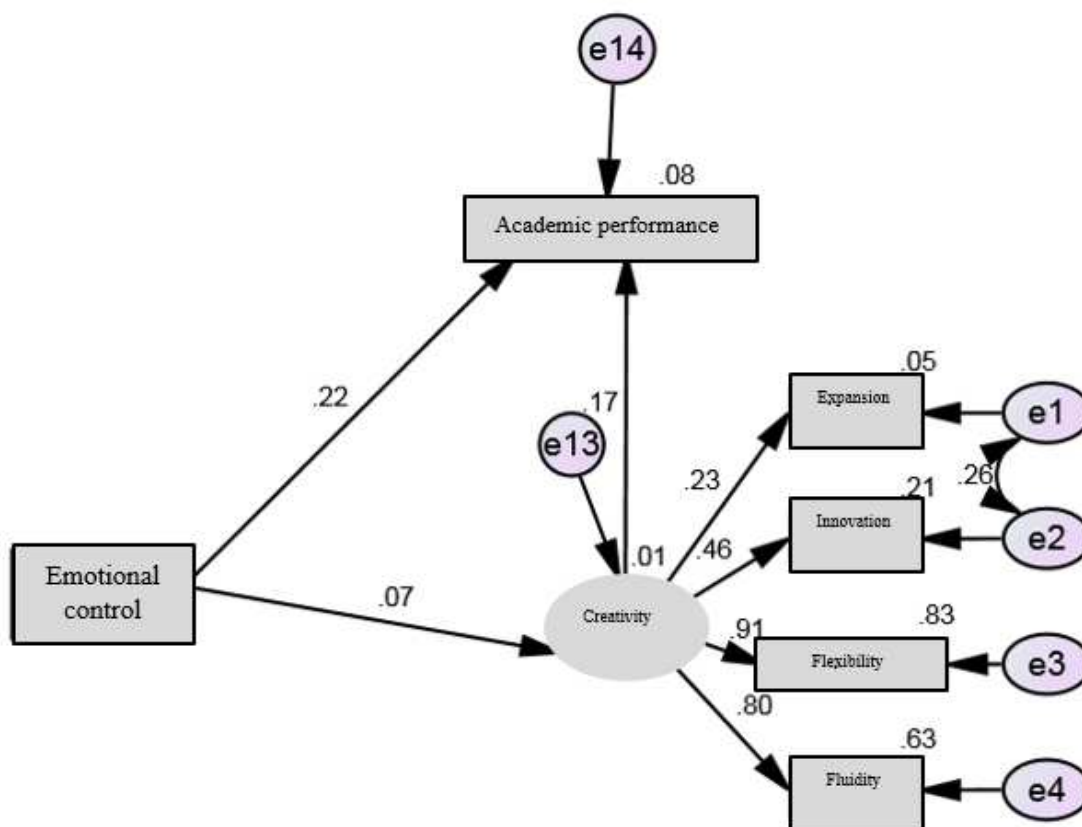 e14
.08
Academic performance
.22
.17
e13
.05
Expansion
e1
.23
.26
.21
Innovation
e2
.46
.01
Emotional
control
.07
Creativity
.91
.83
Flexibility
e3
.80
.63
Fluidity
e4